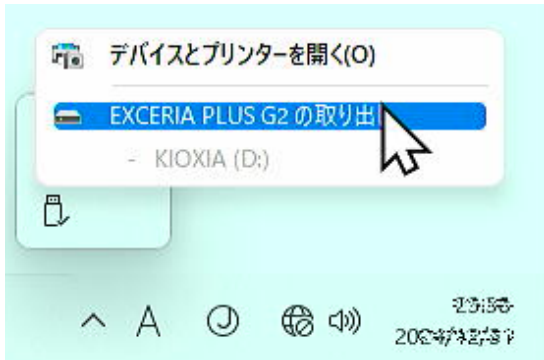 デバイスとプリンターを開く(O)
EXCERIA PLUS G2 の取り出
- KIOXIA (D:)
A